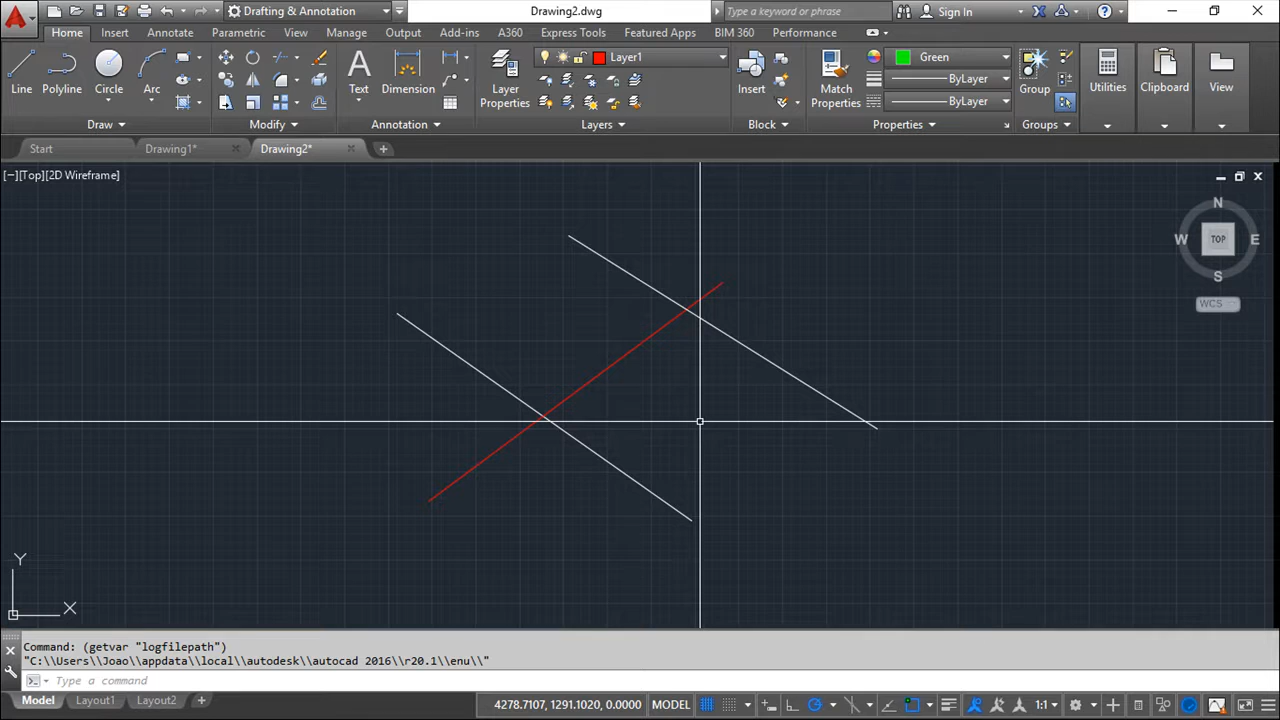 Drafting & Annotation
Drawing2.dwg
Type a keyword or phrase
Sign In
Home Insert Annotate Parametric View Manage Output Add-ins A360 Express Tools Featured Apps BIM 360 Performance
Layer1
Green
ByLayer
ByLayer
Line Polyline Circle Arc
Text Dimension
Layer
Properties
Insert
Match
Properties
Group
Utilities
Clipboard
View
Draw Modify Annotation Layers Block Properties Groups
Start Drawing1* Drawing2*
[−][Top][2D Wireframe]
N
W TOP E
S
WCS
Y
X
Command: (getvar "logfilepath")
"C:\\Users\\Joao\\appdata\\local\\autodesk\\autocad 2016\\r20.1\\enu\\"
Type a command
Model Layout1 Layout2
4278.7107, 1291.1020, 0.0000 MODEL 1:1